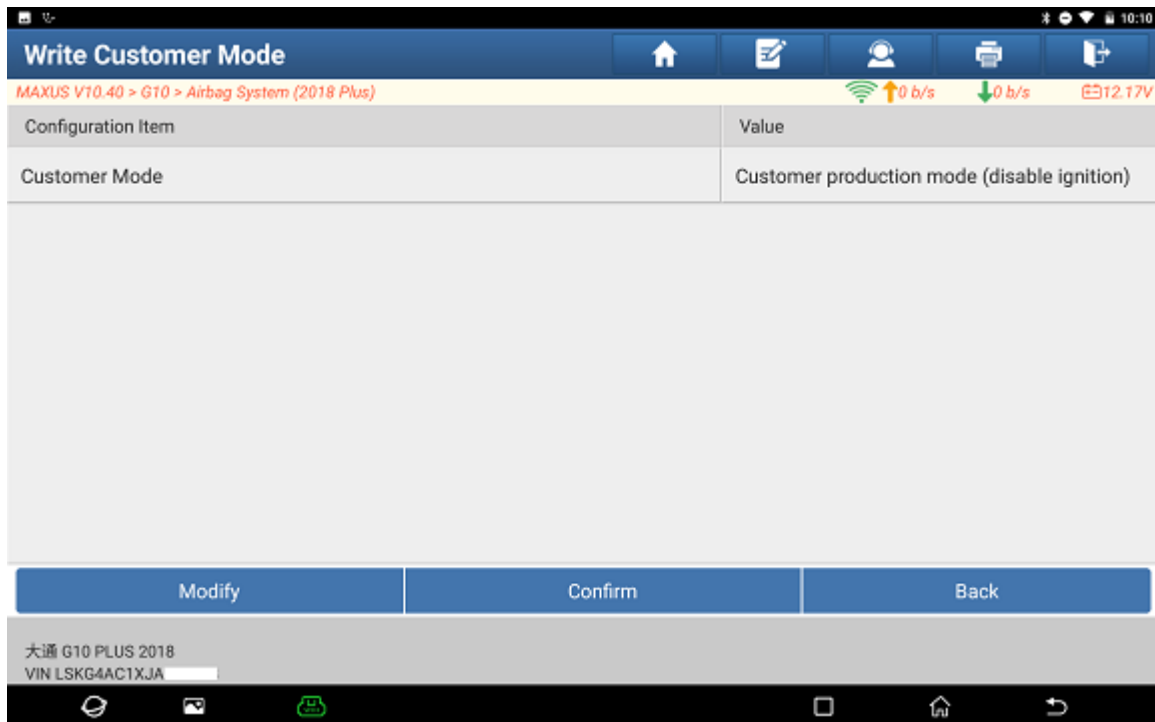 10:10
Write Customer Mode
MAXUS V10.40 > G10 > Airbag System (2018 Plus) 0 b/s 0 b/s 12.17V
Configuration Item Value
Customer Mode Customer production mode (disable ignition)
Modify Confirm Back
大通 G10 PLUS 2018
VIN LSKG4AC1XJA